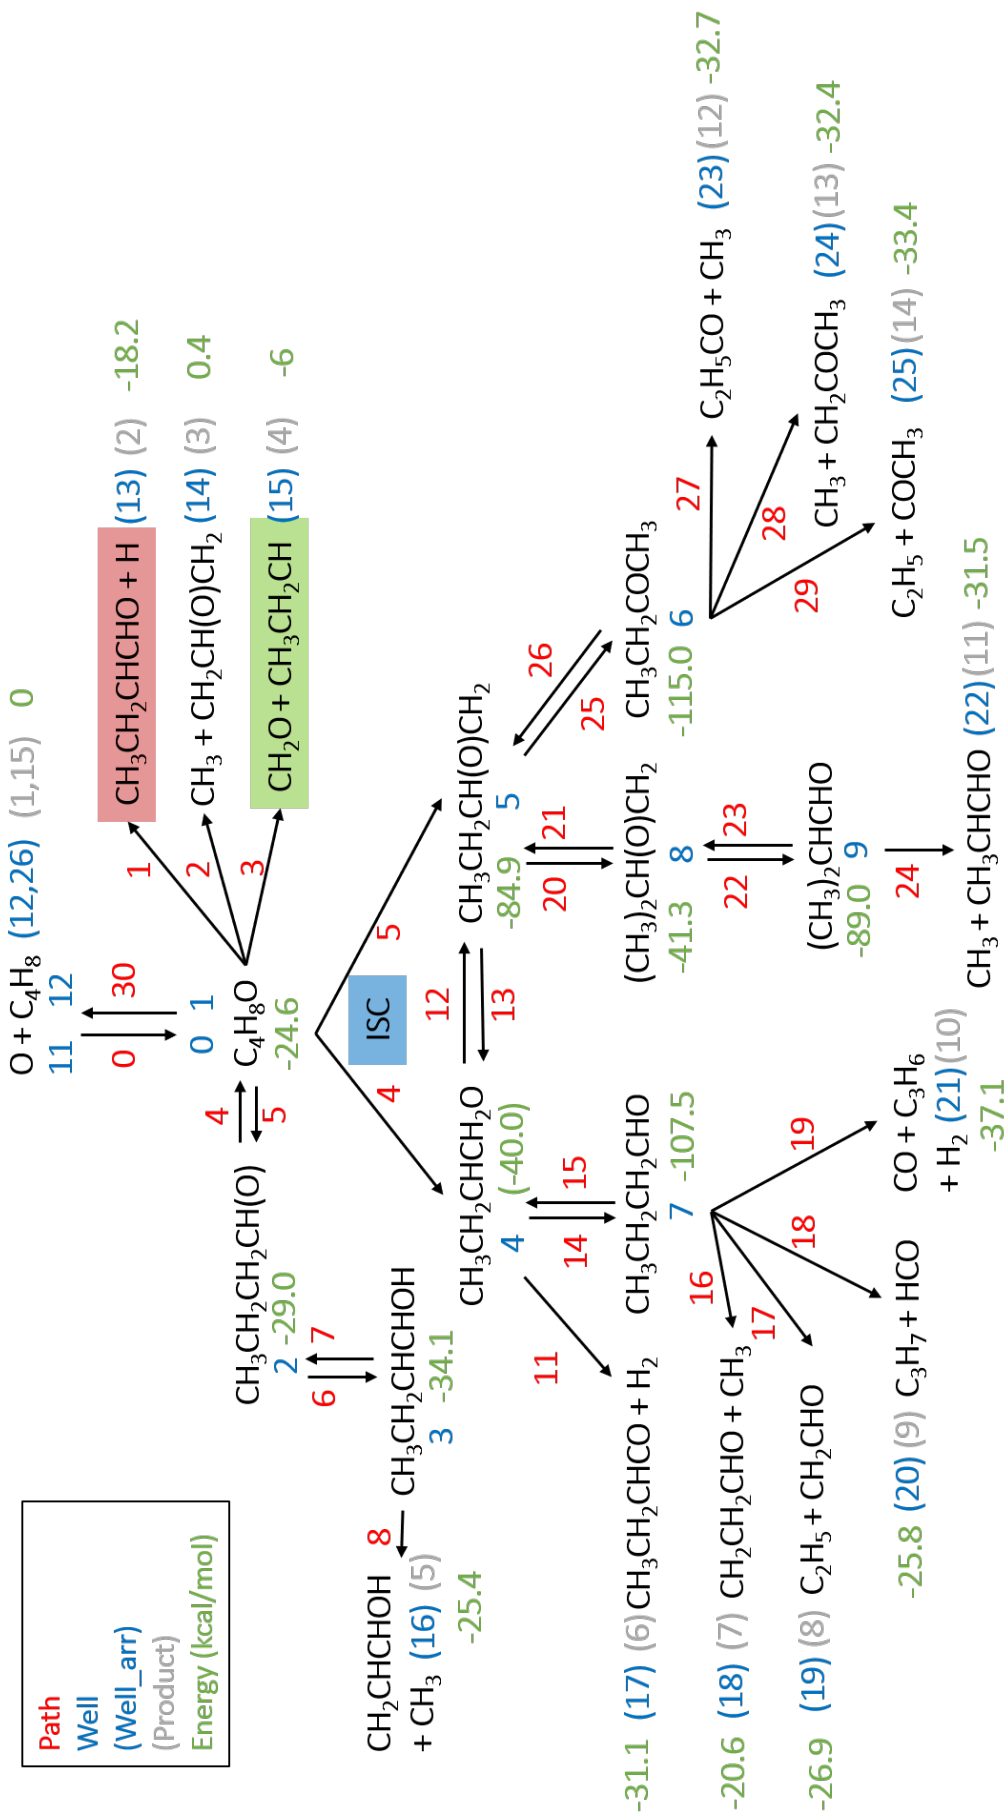 Path
Well
(Well_arr)
(Product)
Energy (kcal/mol)
O + C₄H₈ (12,26) (1,15) 0
11 12
0 30
0 1
C₄H₈O
-24.6
1
CH₃CH₂CHCHO + H (13) (2) -18.2
2
CH₃ + CH₂CH(O)CH₂ (14) (3) 0.4
3
CH₂O + CH₃CH₂CH (15) (4) -6
4
5
CH₃CH₂CH₂CH(O)
2 -29.0
6 7
CH₃CH₂CHCHOH
3 -34.1
8
CH₂CHCHOH
+ CH₃ (16) (5)
-25.4
4 5
ISC
CH₃CH₂CHCH₂O
4 (-40.0)
12
13
CH₃CH₂CH(O)CH₂
-84.9 5
11
14 15
20 21
25 26
-31.1 (17) (6) CH₃CH₂CHCO + H₂
CH₃CH₂CH₂CHO
7 -107.5
(CH₃)₂CH(O)CH₂
-41.3 8
CH₃CH₂COCH₃
-115.0 6
16
17
18
19
22 23
27
28
29
-20.6 (18) (7) CH₂CH₂CHO + CH₃
-26.9 (19) (8) C₂H₅ + CH₂CHO
-25.8 (20) (9) C₃H₇ + HCO
CO + C₃H₆
+ H₂ (21) (10)
-37.1
(CH₃)₂CHCHO
-89.0 9
24
CH₃ + CH₃CHCHO (22) (11) -31.5
C₂H₅CO + CH₃ (23) (12) -32.7
CH₃ + CH₂COCH₃ (24) (13) -32.4
C₂H₅ + COCH₃ (25) (14) -33.4